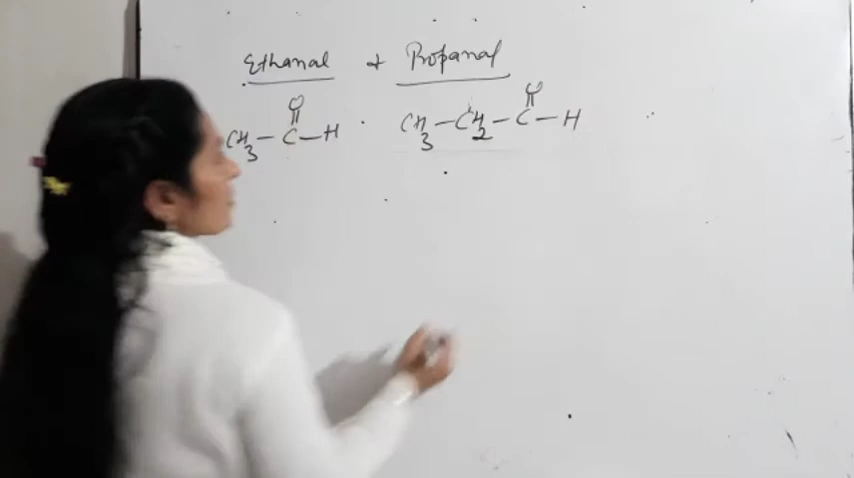 Ethanal + Propanal
O O
|| ||
CH3 – C – H . CH3 – CH2 – C – H